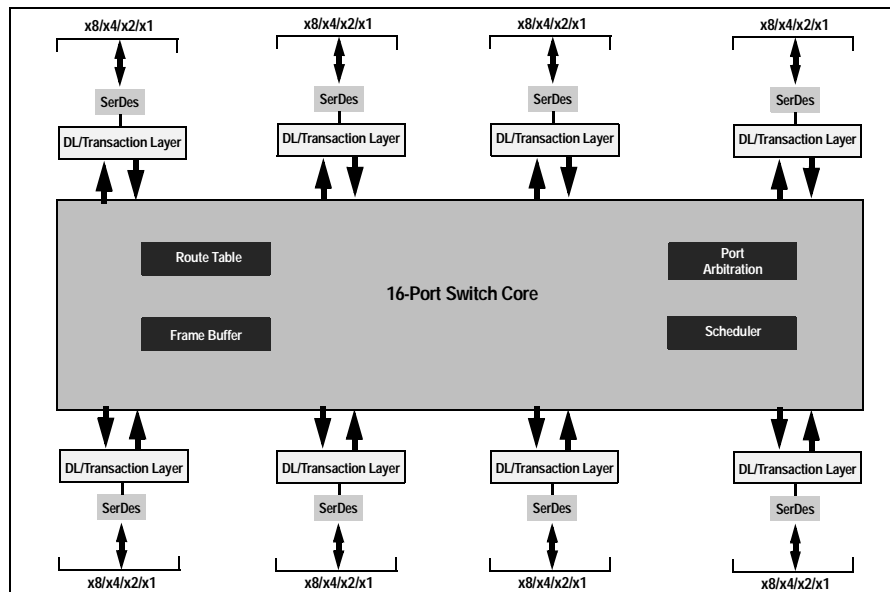 x8/x4/x2/x1 x8/x4/x2/x1 x8/x4/x2/x1 x8/x4/x2/x1
SerDes SerDes SerDes SerDes
DL/Transaction Layer DL/Transaction Layer DL/Transaction Layer DL/Transaction Layer
Route Table
Port
Arbitration
16-Port Switch Core
Frame Buffer
Scheduler
DL/Transaction Layer DL/Transaction Layer DL/Transaction Layer DL/Transaction Layer
SerDes SerDes SerDes SerDes
x8/x4/x2/x1 x8/x4/x2/x1 x8/x4/x2/x1 x8/x4/x2/x1